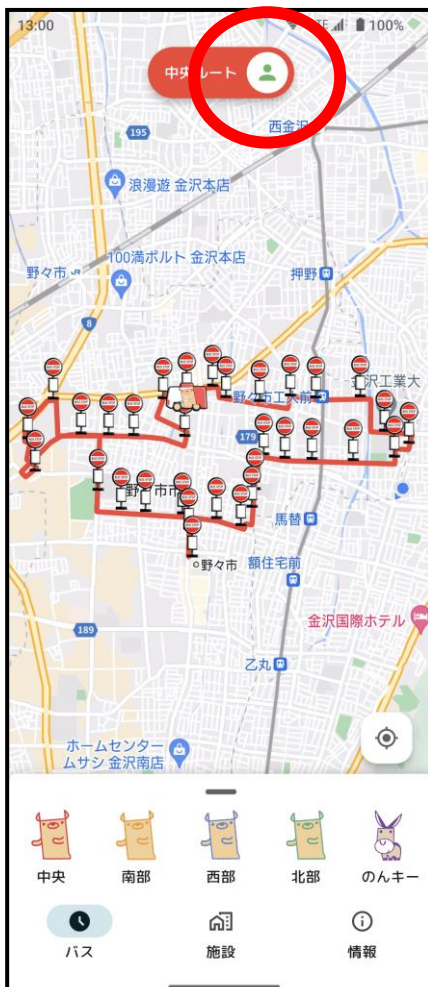 13:00
100%
中央ルート
195
西金沢
浪漫遊 金沢本店
100満ボルト 金沢本店
野々市
JR
押野
8
野々市工大前
金沢工業大
179
野々市市
馬替
野々市
額住宅前
金沢国際ホテル
189
乙丸
ホームセンター
ムサシ 金沢南店
中央
南部
西部
北部
のんキー
バス
施設
情報